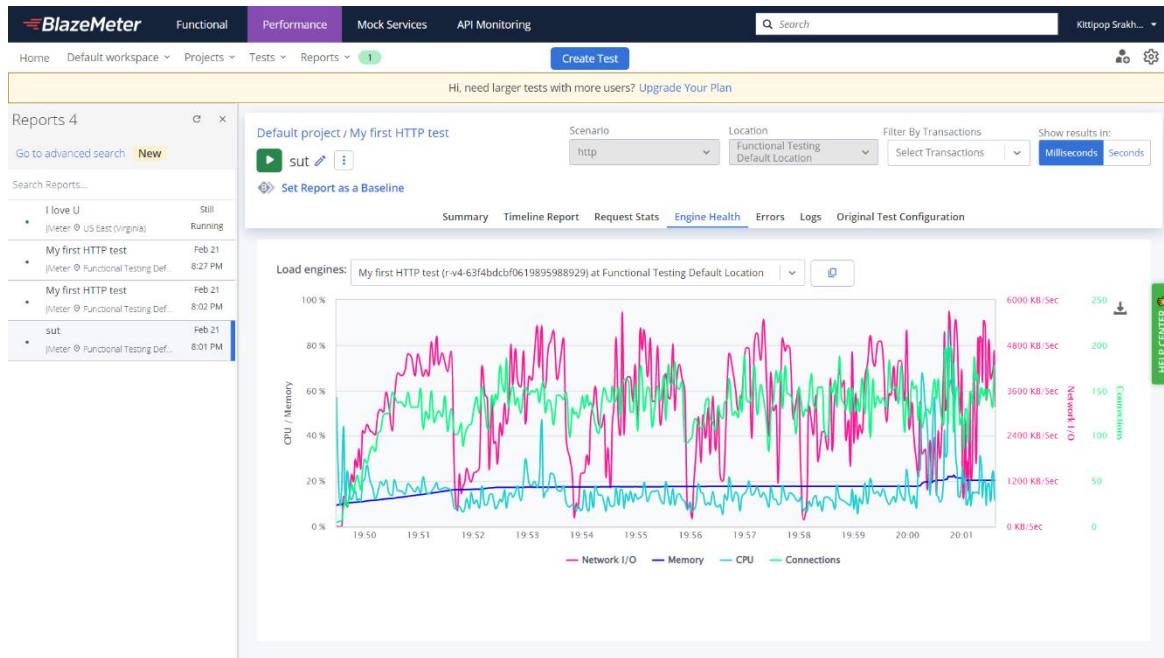 BlazeMeter Functional Performance Mock Services API Monitoring Search Kittipop Srakh...
Home Default workspace Projects Tests Reports 1 Create Test
Hi, need larger tests with more users? Upgrade Your Plan
Reports 4
Go to advanced search New
Search Reports...
I love U Still Running
JMeter US East (Virginia)
My first HTTP test Feb 21
JMeter Functional Testing Def... 8:27 PM
My first HTTP test Feb 21
JMeter Functional Testing Def... 8:02 PM
sut Feb 21
JMeter Functional Testing Def... 8:01 PM
Default project / My first HTTP test
sut
Set Report as a Baseline
Scenario
http
Location
Functional Testing
Default Location
Filter By Transactions
Select Transactions
Show results in:
Milliseconds Seconds
Summary Timeline Report Request Stats Engine Health Errors Logs Original Test Configuration
Load engines: My first HTTP test (r-v4-63f4bdcbf0619895988929) at Functional Testing Default Location
100 % 6000 KB/Sec 250
80 % 4800 KB/Sec 200
60 % 3600 KB/Sec 150
40 % 2400 KB/Sec 100
20 % 1200 KB/Sec 50
0 % 0 KB/Sec 0
CPU / Memory
Network I/O
Connections
19:50 19:51 19:52 19:53 19:54 19:55 19:56 19:57 19:58 19:59 20:00 20:01
Network I/O Memory CPU Connections
HELP CENTER